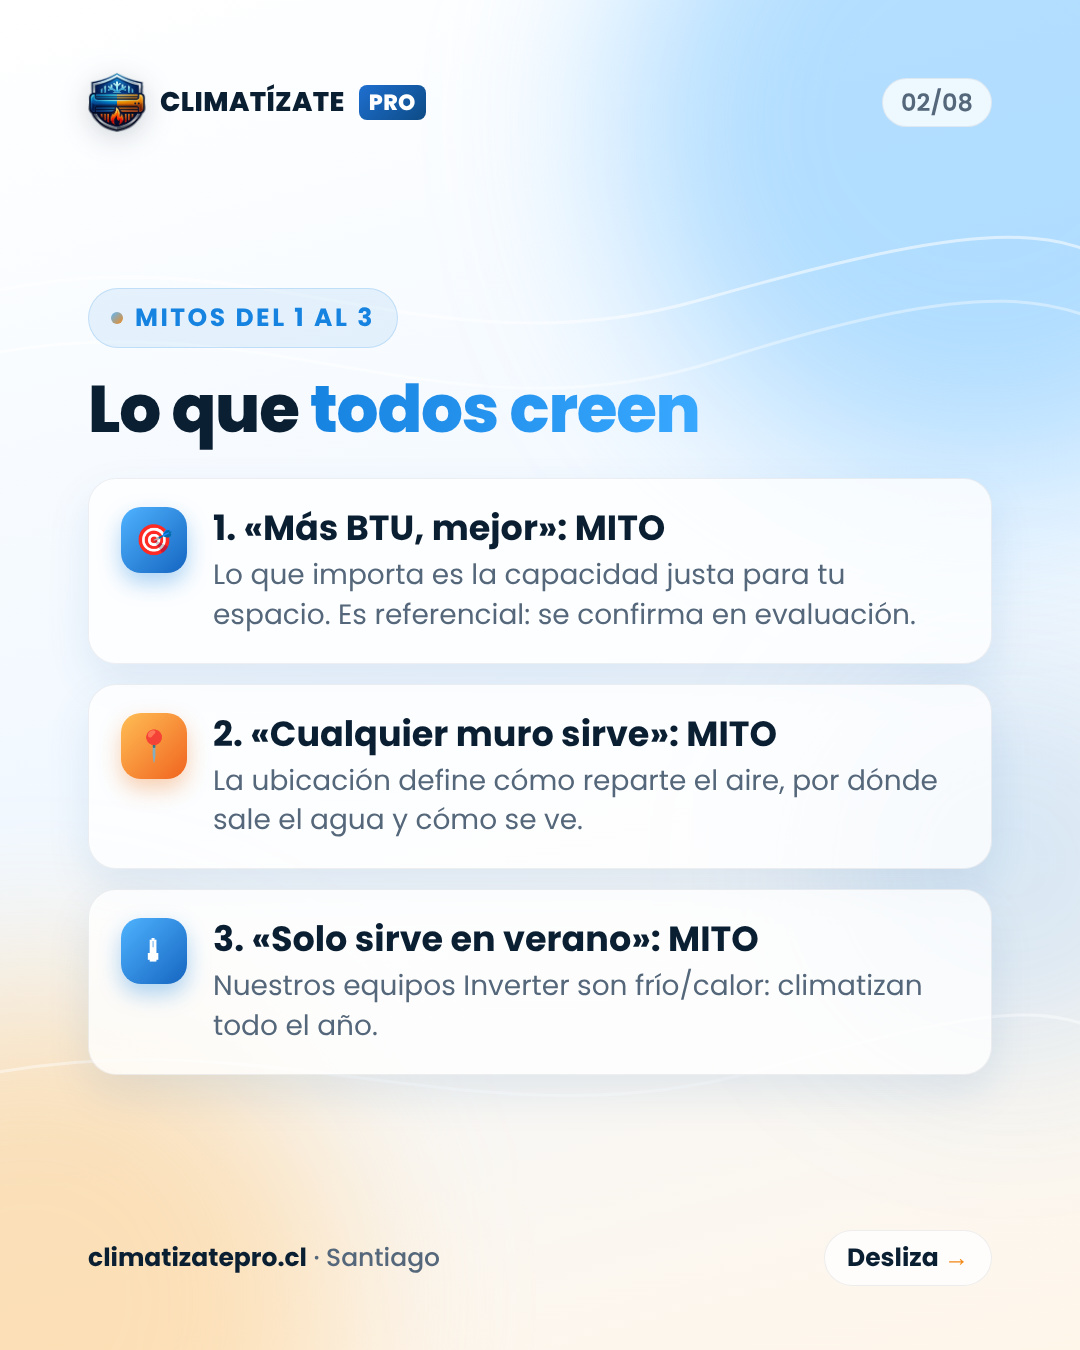 CLIMATÍZATE PRO
02/08
MITOS DEL 1 AL 3
Lo que todos creen
1. «Más BTU, mejor»: MITO
Lo que importa es la capacidad justa para tu
espacio. Es referencial: se confirma en evaluación.
2. «Cualquier muro sirve»: MITO
La ubicación define cómo reparte el aire, por dónde
sale el agua y cómo se ve.
3. «Solo sirve en verano»: MITO
Nuestros equipos Inverter son frío/calor: climatizan
todo el año.
climatizatepro.cl · Santiago
Desliza →